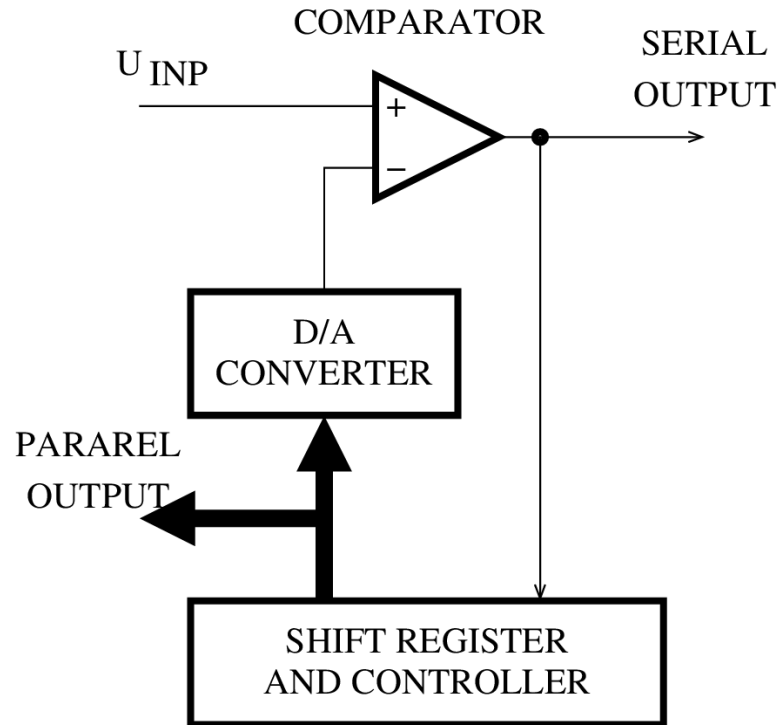 COMPARATOR
U INP
SERIAL
OUTPUT
+
−
D/A
CONVERTER
PARAREL
OUTPUT
SHIFT REGISTER
AND CONTROLLER